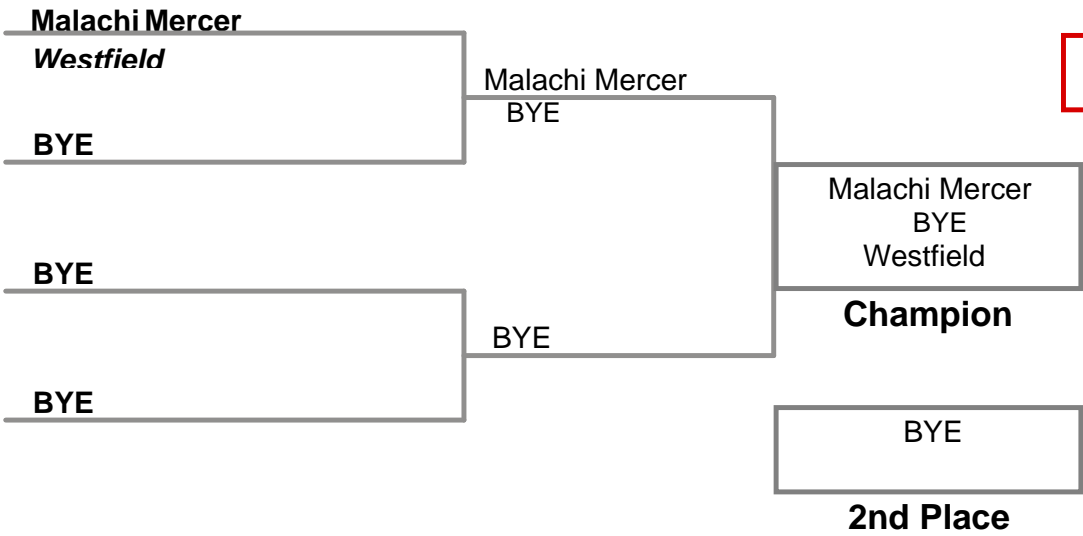 Malachi Mercer
Westfield
BYE
BYE
BYE
Malachi Mercer
BYE
BYE
Malachi Mercer
BYE
Westfield
Champion
BYE
2nd Place